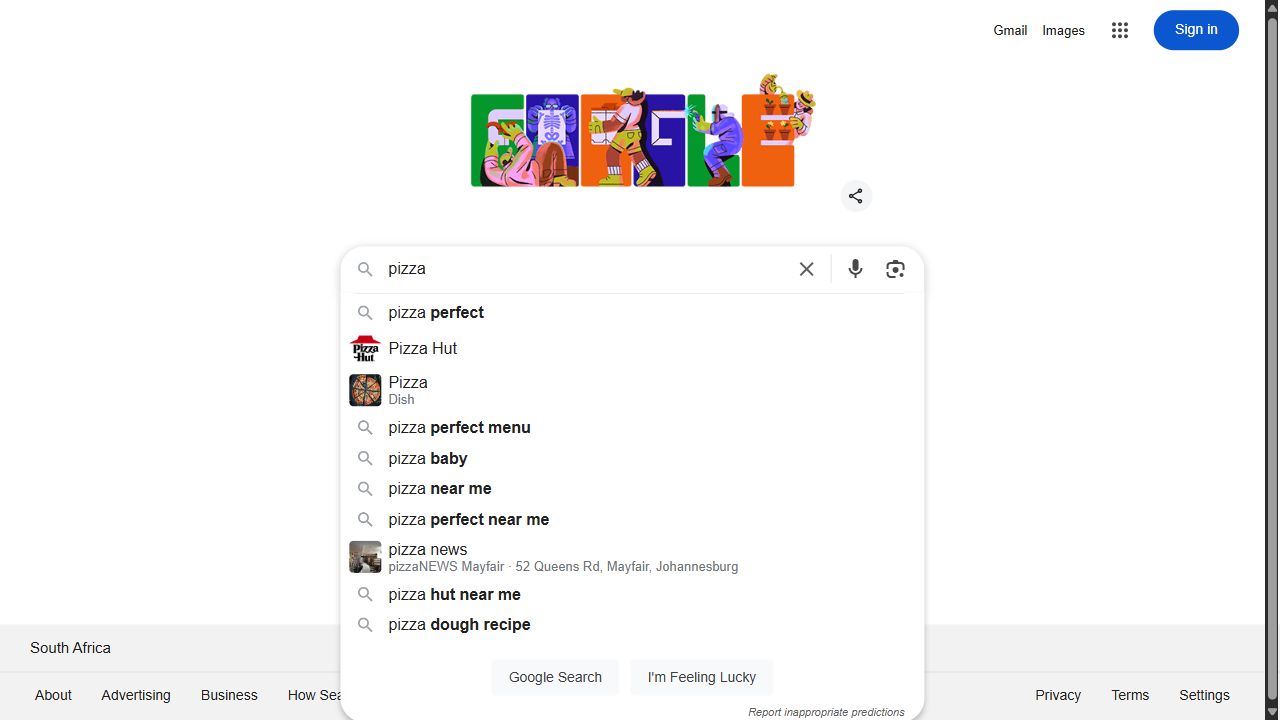 Gmail Images Sign in
pizza
pizza perfect
Pizza Hut
Pizza Hut
Pizza
Dish
pizza perfect menu
pizza baby
pizza near me
pizza perfect near me
pizza news
pizzaNEWS Mayfair · 52 Queens Rd, Mayfair, Johannesburg
pizza hut near me
pizza dough recipe
South Africa
Google Search I'm Feeling Lucky
About Advertising Business How Sea Privacy Terms Settings
Report inappropriate predictions